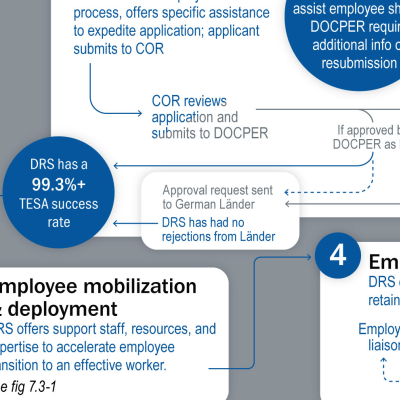 process, offers specific assistance
to expedite application; applicant
submits to COR
assist employee
DOCPER
additional info
resubmission
COR reviews
application and
submits to DOCPER
If approved
DOCPER as
DRS has a
99.3%+
TESA success
rate
Approval request sent
to German Länder
DRS has had no
rejections from Länder
4
mployee mobilization
& deployment
RS offers support staff, resources, and
pertise to accelerate employee
nsition to an effective worker.
e fig 7.3-1
Em
DRS
retain
Employ
liaiso